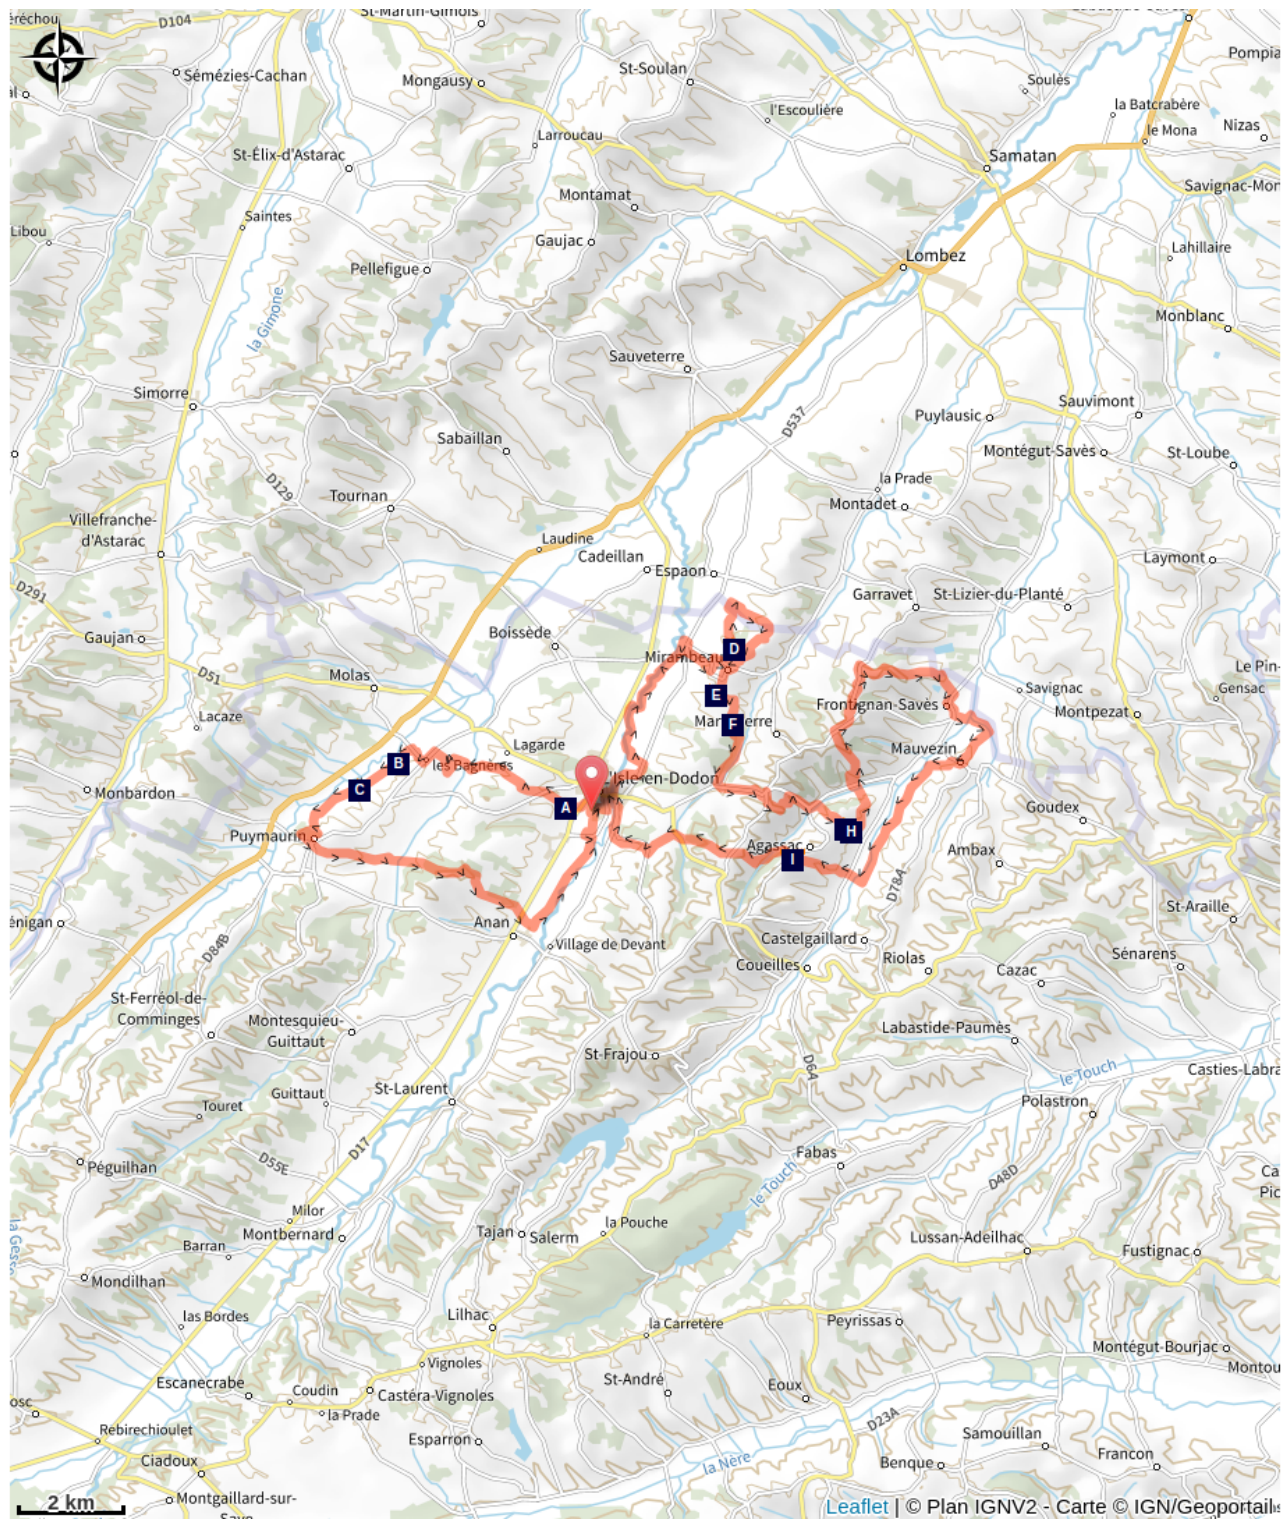 D104
St-Martin-Gimois
Sémézies-Cachan
Mongausy
St-Soulan
Soulès
Pompia
l'Escoulière
la Batcrabère
Larroucau
le Mona
Nizas
St-Élix-d'Astarac
Samatan
Montamat
Savignac-Mon
Saintes
Libou
Gaujac
Lahillaire
Pellefigue
Lombez
la Gimone
Monblanc
Sauveterre
Simorre
Sauvimont
Puylausic
D537
Sabaillan
Montégut-Savès
St-Loube
D129
Tournan
la Prade
Montadet
Villefranche-
d'Astarac
Laudine
Cadeillan
Laymont
Espaon
D291
Garravet
St-Lizier-du-Planté
Gaujan
Boissède
D
Mirambeau
Le Pin-
D51
Molas
E
Savignac
Gensac
Frontignan-Savès
Montpezat
Lacaze
F
Lagarde
Mauvezin
B
les Bagnères
L'Isle-en-Dodon
C
Monbardon
A
Goudex
Puymaurin
H
Agassac
Ambax
I
D78A
St-Araille
Anan
énigan
D84B
Village de Devant
Castelgaillard
Coueilles
Riolas
Sénarens
Cazac
St-Ferréol-de-
Comminges
Montesquieu-
Guittaut
Labastide-Paumès
St-Frajou
D64
le Touch
Casties-Labra
Guittaut
St-Laurent
Touret
Polastron
D17
Péguilhan
D55E
Fabas
le Touch
D48D
Ca
Pic
Milor
Montbernard
la Pouche
Tajan
Salerm
la Gesse
Barran
Lussan-Adeilhac
Fustignac
Mondilhan
las Bordes
Lilhac
la Carretère
Peyrissas
Montégut-Bourjac
Vignoles
Montou
Escanecrabe
Coudin
Castéra-Vignoles
St-André
Eoux
la Prade
osc
D23A
Rebirechioulet
Esparron
Samouillan
Ciadoux
la Nère
Benque
Francon
Montgaillard-sur-
Save
2 km
Leaflet | © Plan IGNV2 - Carte © IGN/Geoportail